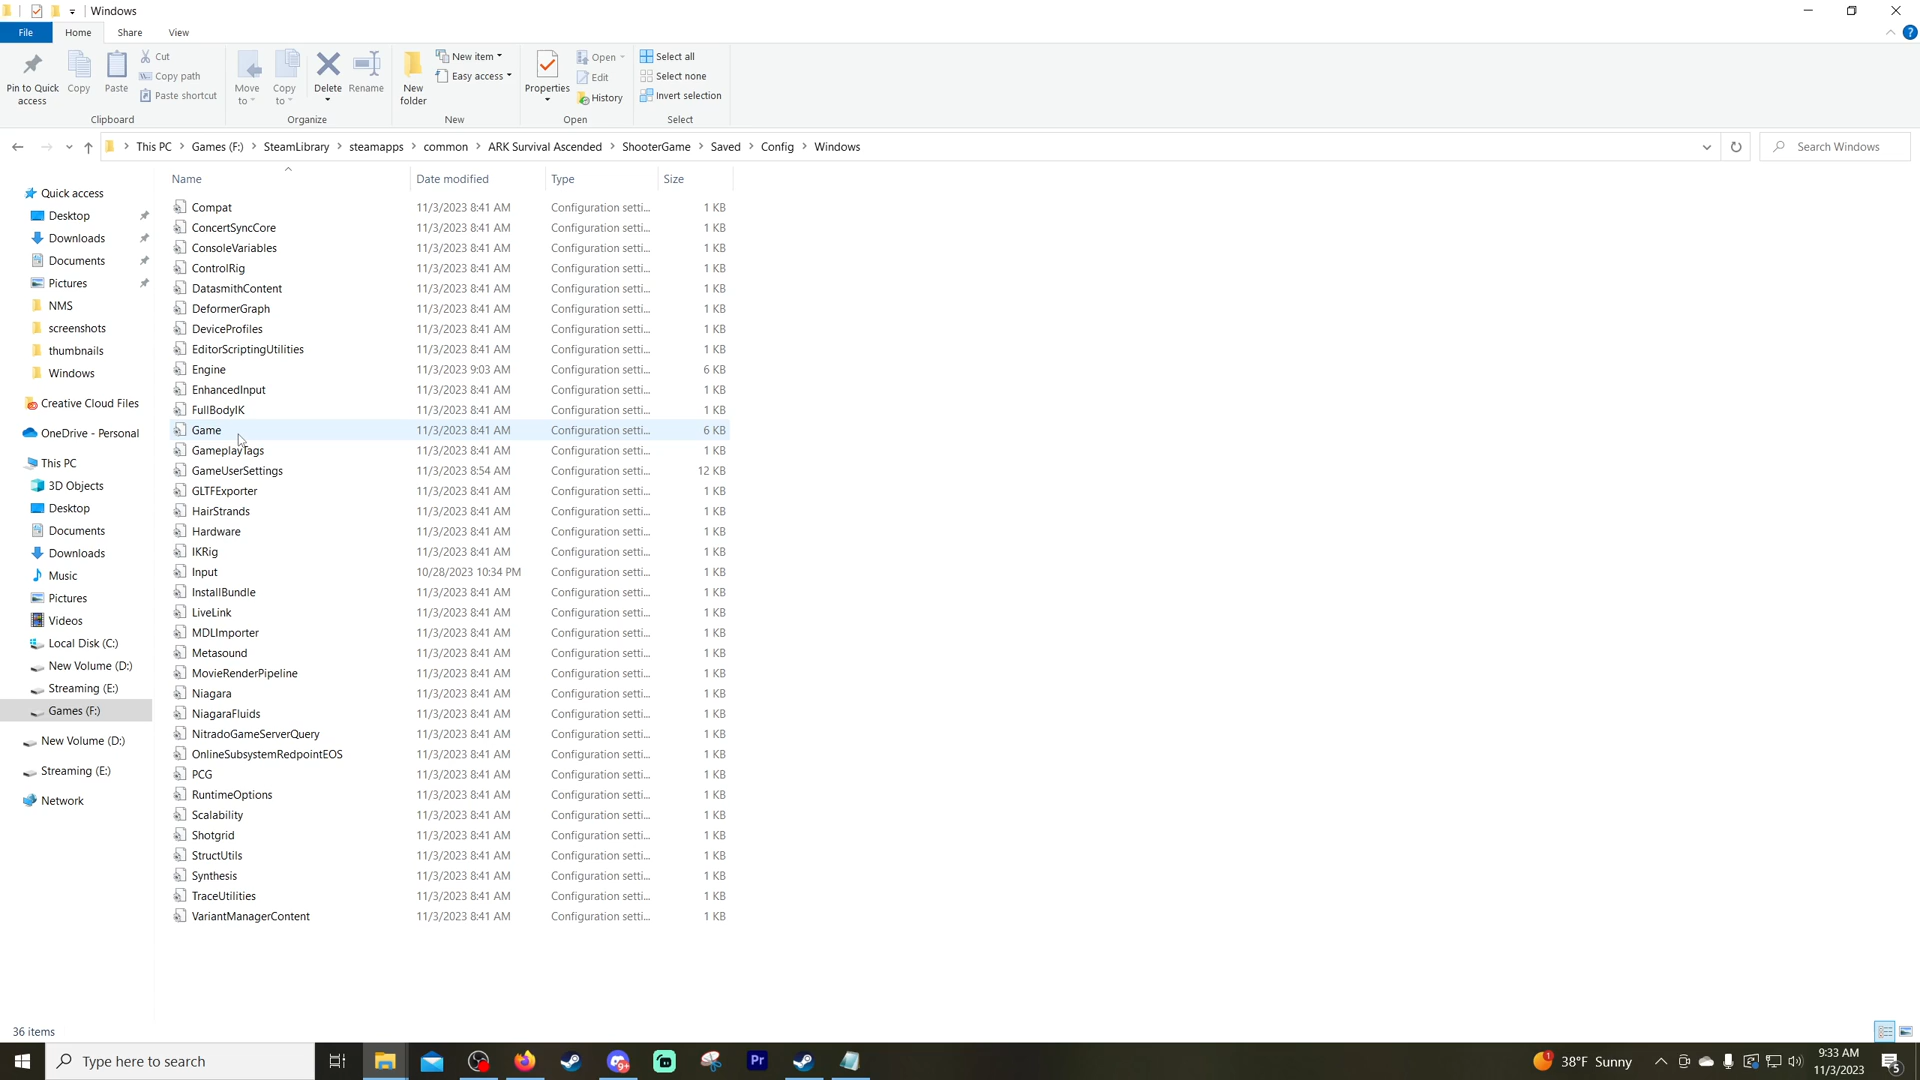 Windows
File Home Share View
Pin to Quick access
Copy
Paste
Cut
Copy path
Paste shortcut
Clipboard
Move to
Copy to
Delete
Rename
Organize
New folder
New item
Easy access
New
Properties
Open
Edit
History
Open
Select all
Select none
Invert selection
Select
This PC > Games (F:) > SteamLibrary > steamapps > common > ARK Survival Ascended > ShooterGame > Saved > Config > Windows
Search Windows
Quick access
Desktop
Downloads
Documents
Pictures
NMS
screenshots
thumbnails
Windows
Creative Cloud Files
OneDrive - Personal
This PC
3D Objects
Desktop
Documents
Downloads
Music
Pictures
Videos
Local Disk (C:)
New Volume (D:)
Streaming (E:)
Games (F:)
New Volume (D:)
Streaming (E:)
Network
Name Date modified Type Size
Compat 11/3/2023 8:41 AM Configuration setti... 1 KB
ConcertSyncCore 11/3/2023 8:41 AM Configuration setti... 1 KB
ConsoleVariables 11/3/2023 8:41 AM Configuration setti... 1 KB
ControlRig 11/3/2023 8:41 AM Configuration setti... 1 KB
DatasmithContent 11/3/2023 8:41 AM Configuration setti... 1 KB
DeformerGraph 11/3/2023 8:41 AM Configuration setti... 1 KB
DeviceProfiles 11/3/2023 8:41 AM Configuration setti... 1 KB
EditorScriptingUtilities 11/3/2023 8:41 AM Configuration setti... 1 KB
Engine 11/3/2023 9:03 AM Configuration setti... 6 KB
EnhancedInput 11/3/2023 8:41 AM Configuration setti... 1 KB
FullBodyIK 11/3/2023 8:41 AM Configuration setti... 1 KB
Game 11/3/2023 8:41 AM Configuration setti... 6 KB
GameplayTags 11/3/2023 8:41 AM Configuration setti... 1 KB
GameUserSettings 11/3/2023 8:54 AM Configuration setti... 12 KB
GLTFExporter 11/3/2023 8:41 AM Configuration setti... 1 KB
HairStrands 11/3/2023 8:41 AM Configuration setti... 1 KB
Hardware 11/3/2023 8:41 AM Configuration setti... 1 KB
IKRig 11/3/2023 8:41 AM Configuration setti... 1 KB
Input 10/28/2023 10:34 PM Configuration setti... 1 KB
InstallBundle 11/3/2023 8:41 AM Configuration setti... 1 KB
LiveLink 11/3/2023 8:41 AM Configuration setti... 1 KB
MDLImporter 11/3/2023 8:41 AM Configuration setti... 1 KB
Metasound 11/3/2023 8:41 AM Configuration setti... 1 KB
MovieRenderPipeline 11/3/2023 8:41 AM Configuration setti... 1 KB
Niagara 11/3/2023 8:41 AM Configuration setti... 1 KB
NiagaraFluids 11/3/2023 8:41 AM Configuration setti... 1 KB
NitradoGameServerQuery 11/3/2023 8:41 AM Configuration setti... 1 KB
OnlineSubsystemRedpointEOS 11/3/2023 8:41 AM Configuration setti... 1 KB
PCG 11/3/2023 8:41 AM Configuration setti... 1 KB
RuntimeOptions 11/3/2023 8:41 AM Configuration setti... 1 KB
Scalability 11/3/2023 8:41 AM Configuration setti... 1 KB
Shotgrid 11/3/2023 8:41 AM Configuration setti... 1 KB
StructUtils 11/3/2023 8:41 AM Configuration setti... 1 KB
Synthesis 11/3/2023 8:41 AM Configuration setti... 1 KB
TraceUtilities 11/3/2023 8:41 AM Configuration setti... 1 KB
VariantManagerContent 11/3/2023 8:41 AM Configuration setti... 1 KB
36 items
Type here to search
Pr
38°F Sunny
9:33 AM
11/3/2023